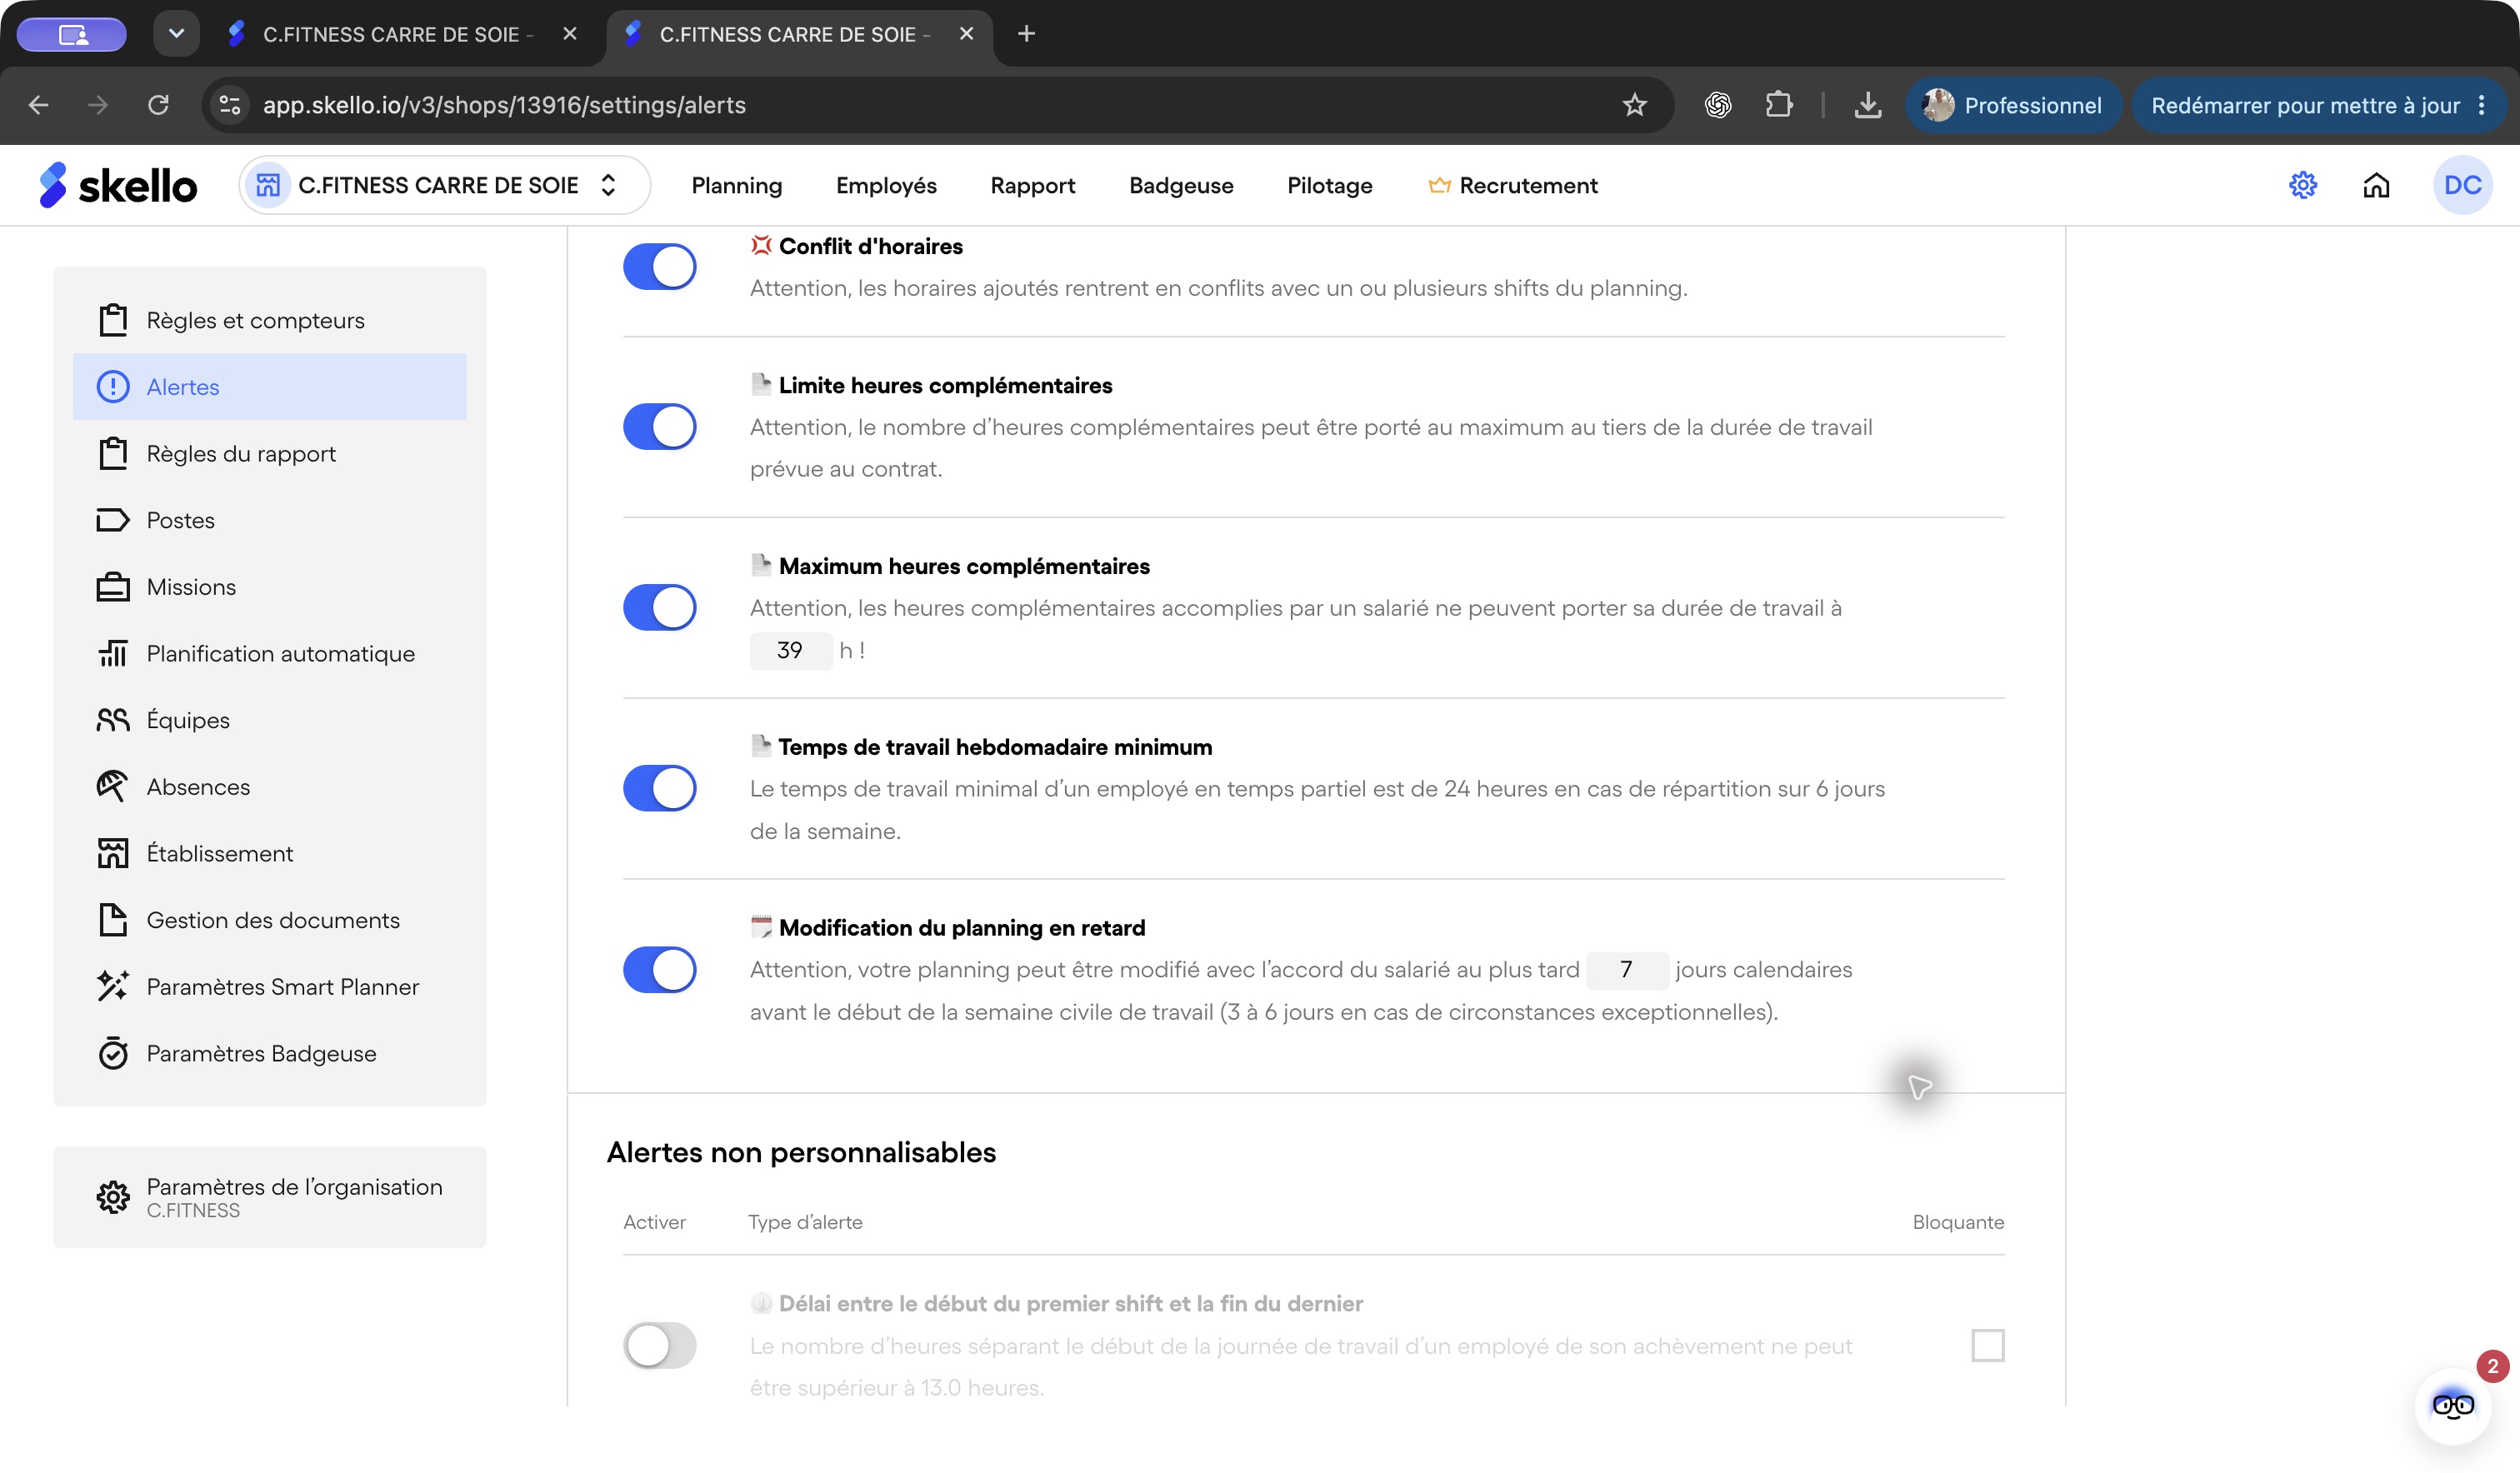 C.FITNESS CARRE DE SOIE -
C.FITNESS CARRE DE SOIE -
app.skello.io/v3/shops/13916/settings/alerts
Professionnel
Redémarrer pour mettre à jour
skello
C.FITNESS CARRE DE SOIE
Planning
Employés
Rapport
Badgeuse
Pilotage
Recrutement
DC
Règles et compteurs
Alertes
Règles du rapport
Postes
Missions
Planification automatique
Équipes
Absences
Établissement
Gestion des documents
Paramètres Smart Planner
Paramètres Badgeuse
Paramètres de l’organisation
C.FITNESS
Conflit d'horaires
Attention, les horaires ajoutés rentrent en conflits avec un ou plusieurs shifts du planning.
Limite heures complémentaires
Attention, le nombre d’heures complémentaires peut être porté au maximum au tiers de la durée de travail
prévue au contrat.
Maximum heures complémentaires
Attention, les heures complémentaires accomplies par un salarié ne peuvent porter sa durée de travail à
39 h !
Temps de travail hebdomadaire minimum
Le temps de travail minimal d’un employé en temps partiel est de 24 heures en cas de répartition sur 6 jours
de la semaine.
Modification du planning en retard
Attention, votre planning peut être modifié avec l’accord du salarié au plus tard 7 jours calendaires
avant le début de la semaine civile de travail (3 à 6 jours en cas de circonstances exceptionnelles).
Alertes non personnalisables
Activer
Type d’alerte
Bloquante
Délai entre le début du premier shift et la fin du dernier
Le nombre d’heures séparant le début de la journée de travail d’un employé de son achèvement ne peut
être supérieur à 13.0 heures.
2